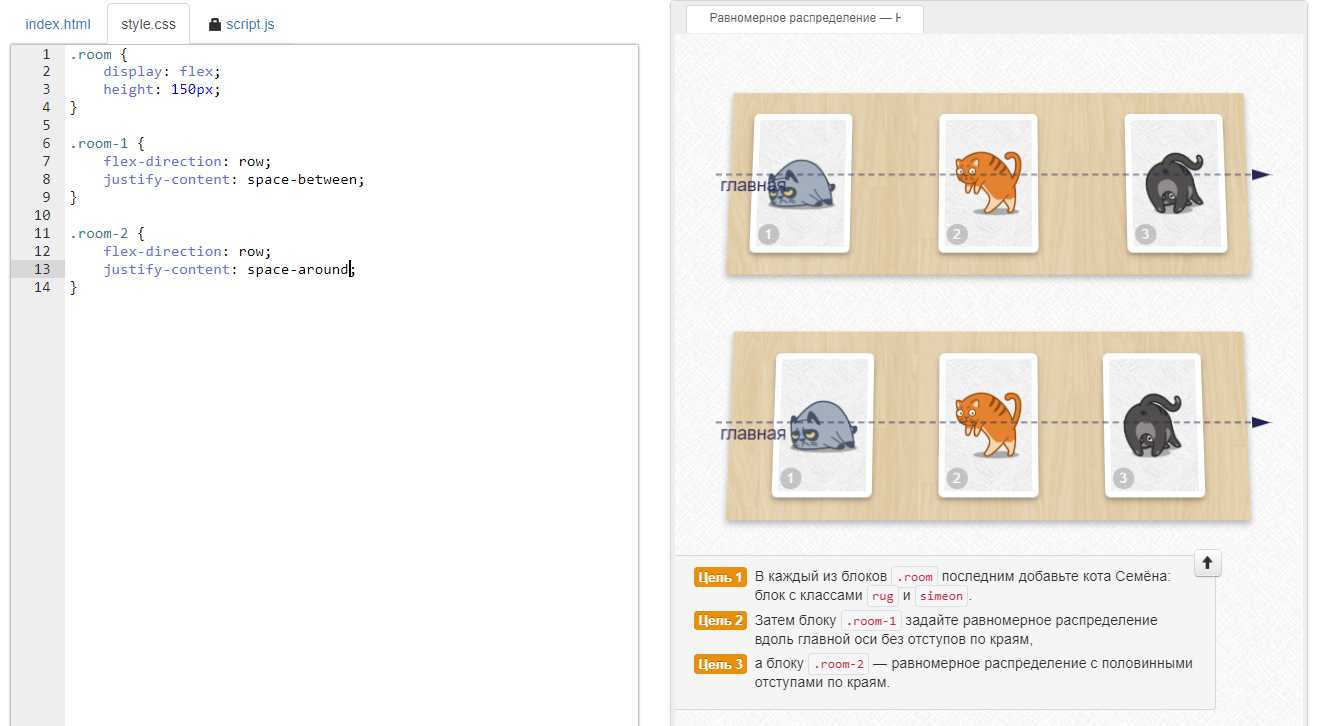 index.html style.css script.js
1 .room {
2 display: flex;
3 height: 150px;
4 }
5
6 .room-1 {
7 flex-direction: row;
8 justify-content: space-between;
9 }
10
11 .room-2 {
12 flex-direction: row;
13 justify-content: space-around;
14 }
Равномерное распределение —
главная
1 2 3
главная
1 2 3
Цель 1 В каждый из блоков .room последним добавьте кота Семёна:
блок с классами rug и simeon.
Цель 2 Затем блоку .room-1 задайте равномерное распределение
вдоль главной оси без отступов по краям,
Цель 3 а блоку .room-2 — равномерное распределение с половинными
отступами по краям.